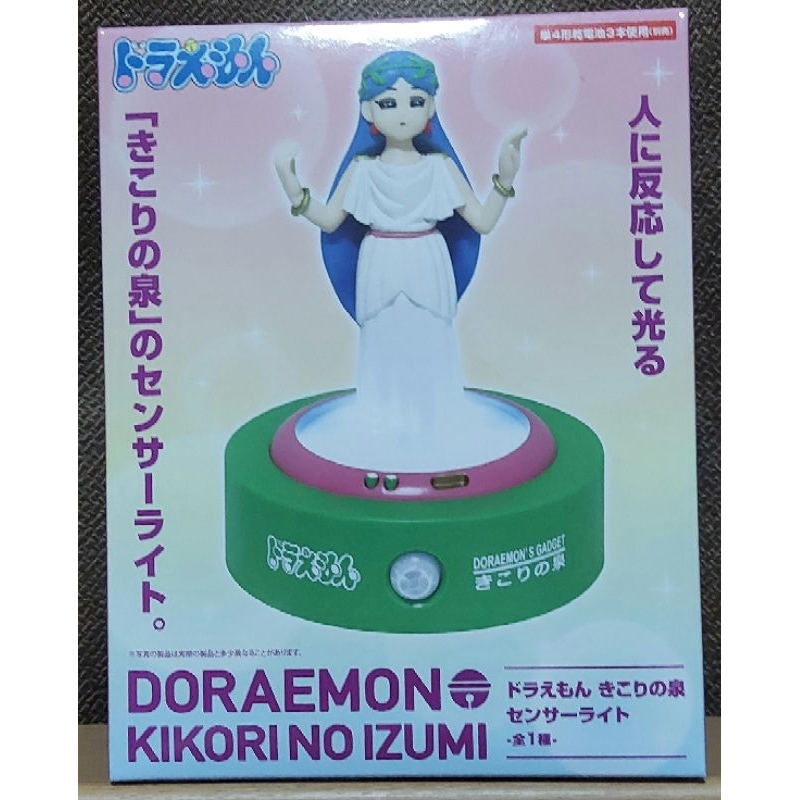 ドラえもん
単4形乾電池3本使用(別売)
人に反応して光る
「きこりの泉」のセンサーライト。
ドラえもん
DORAEMON'S GADGET
きこりの泉
※写真の製品は実際の製品と多少異なることがあります。
DORAEMON
KIKORI NO IZUMI
ドラえもん きこりの泉
センサーライト
-全1種-